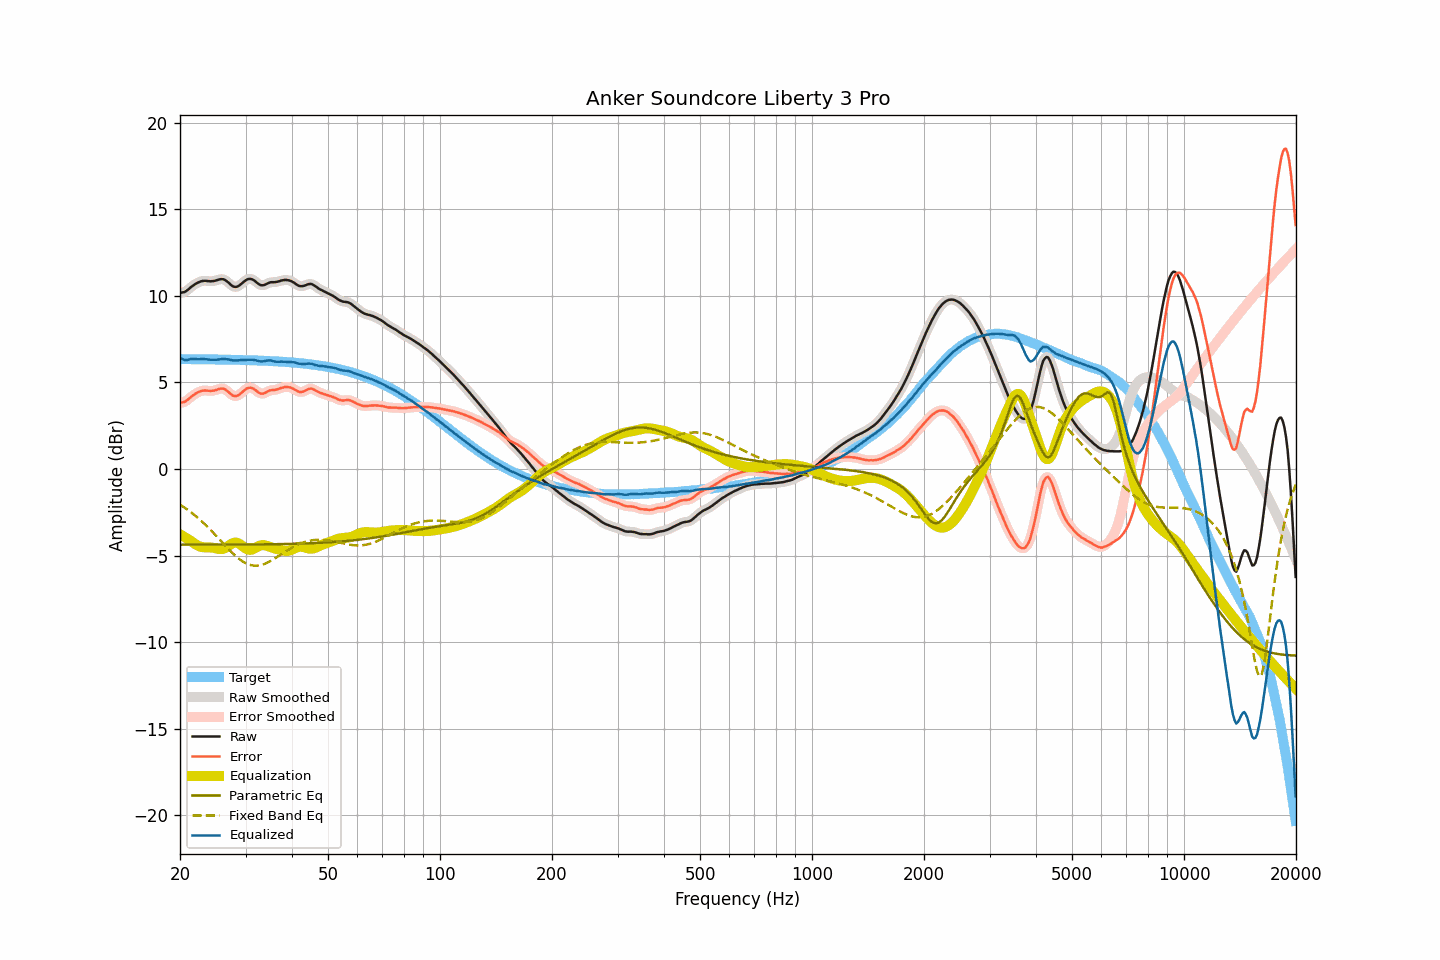 Anker Soundcore Liberty 3 Pro
20
15
10
5
0
−5
−10
−15
−20
Amplitude (dBr)
Target
Raw Smoothed
Error Smoothed
Raw
Error
Equalization
Parametric Eq
Fixed Band Eq
Equalized
20 50 100 200 500 1000 2000 5000 10000 20000
Frequency (Hz)